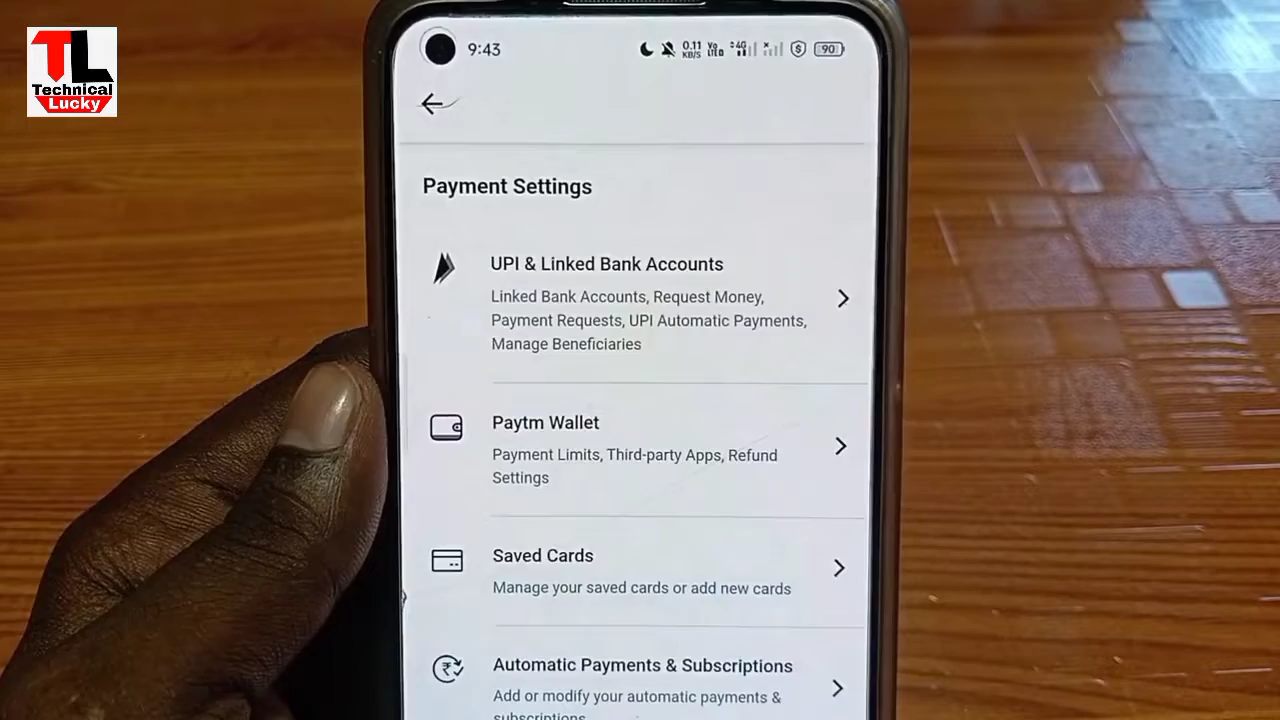 TL
Technical
Lucky
9:43
0.11
KB/S
Vo
LTE
4G
90
Payment Settings
UPI & Linked Bank Accounts
Linked Bank Accounts, Request Money,
Payment Requests, UPI Automatic Payments,
Manage Beneficiaries
Paytm Wallet
Payment Limits, Third-party Apps, Refund
Settings
Saved Cards
Manage your saved cards or add new cards
Automatic Payments & Subscriptions
Add or modify your automatic payments &
subscriptions